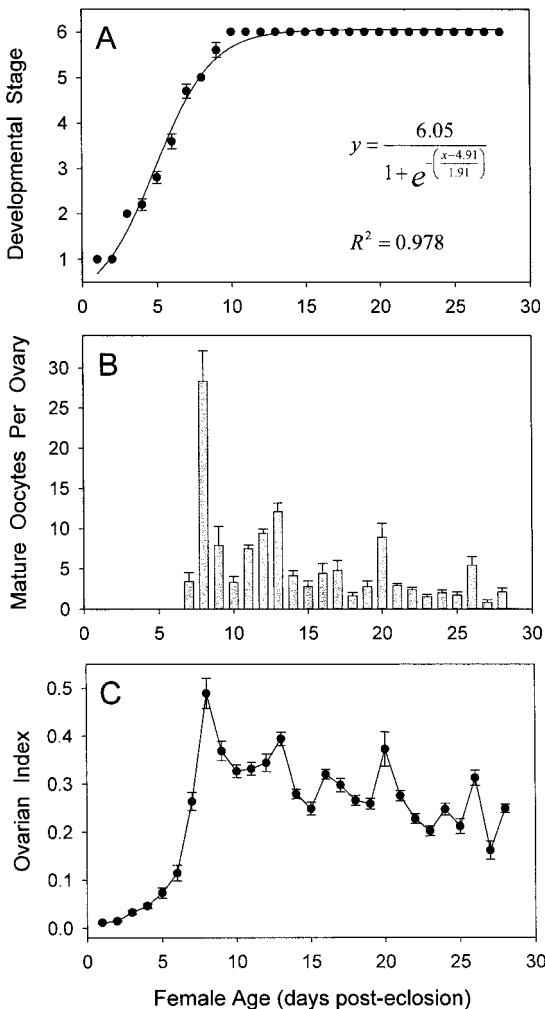 A
Developmental Stage
6
5
4
3
2
1
y = 6.05 / 1 + e^-((x-4.91)/1.91)
R² = 0.978
0 5 10 15 20 25 30
B
Mature Oocytes Per Ovary
30
25
20
15
10
5
0
0 5 10 15 20 25 30
C
Ovarian Index
0.5
0.4
0.3
0.2
0.1
0.0
0 5 10 15 20 25 30
Female Age (days post-eclosion)